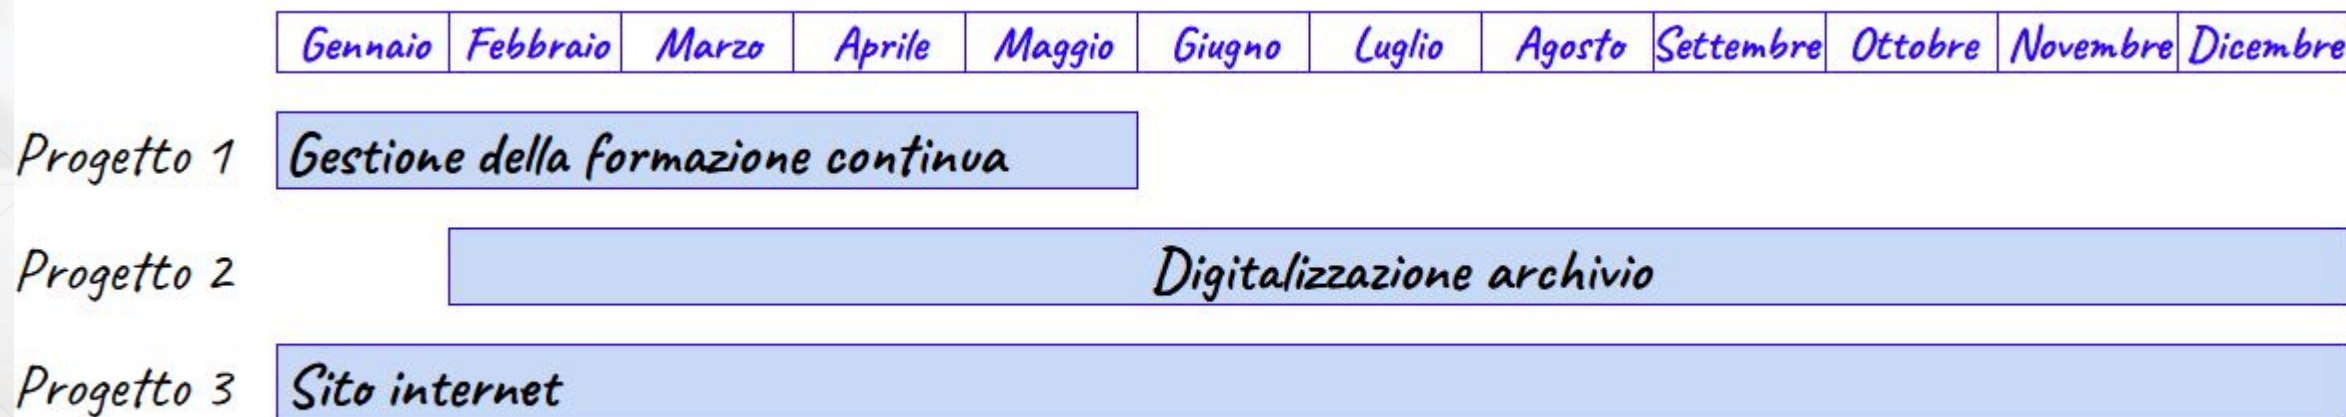 Gennaio Febbraio Marzo Aprile Maggio Giugno Luglio Agosto Settembre Ottobre Novembre Dicembre
Progetto 1 Gestione della formazione continua
Progetto 2 Digitalizzazione archivio
Progetto 3 Sito internet